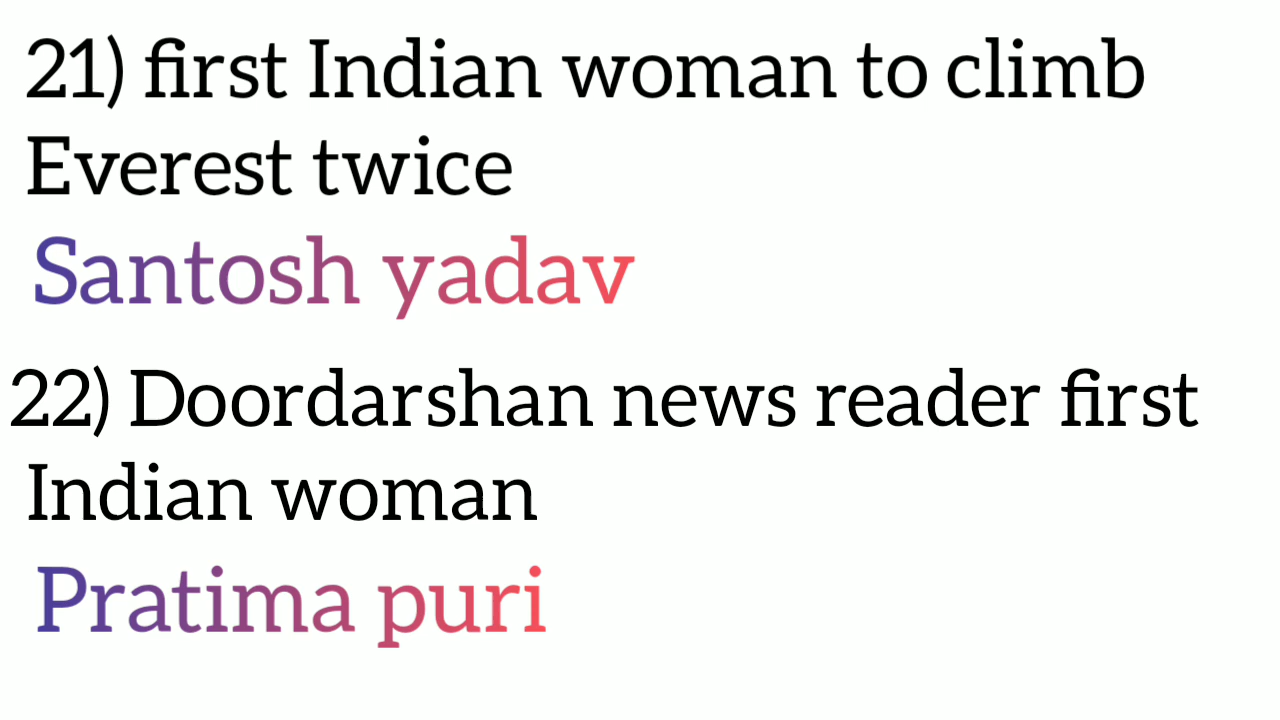 21) first Indian woman to climb
Everest twice
Santosh yadav
22) Doordarshan news reader first
Indian woman
Pratima puri